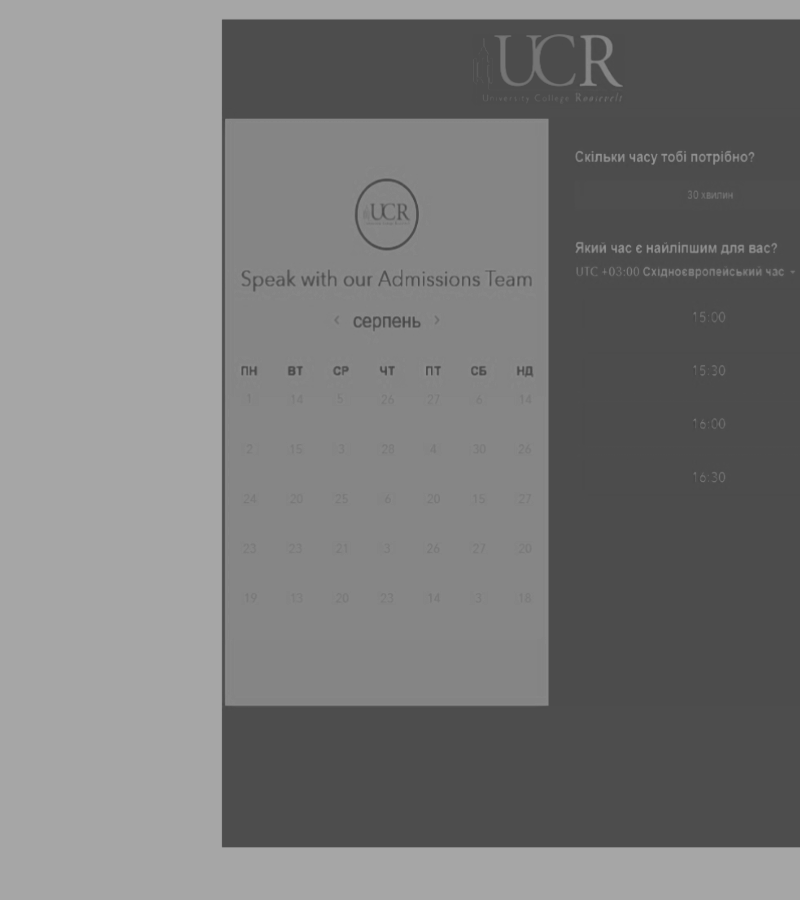 UCR
University College Roosevelt
UCR
Speak with our Admissions Team
серпень
ПН ВТ СР ЧТ ПТ СБ НД
1 14 5 26 27 6 14
2 15 3 28 4 30 26
24 20 25 6 20 15 27
23 23 21 3 26 27 20
19 13 20 23 14 3 18
Скільки часу тобі потрібно?
30 хвилин
Який час є найліпшим для вас?
UTC +03:00 Східноєвропейський час
15:00
15:30
16:00
16:30